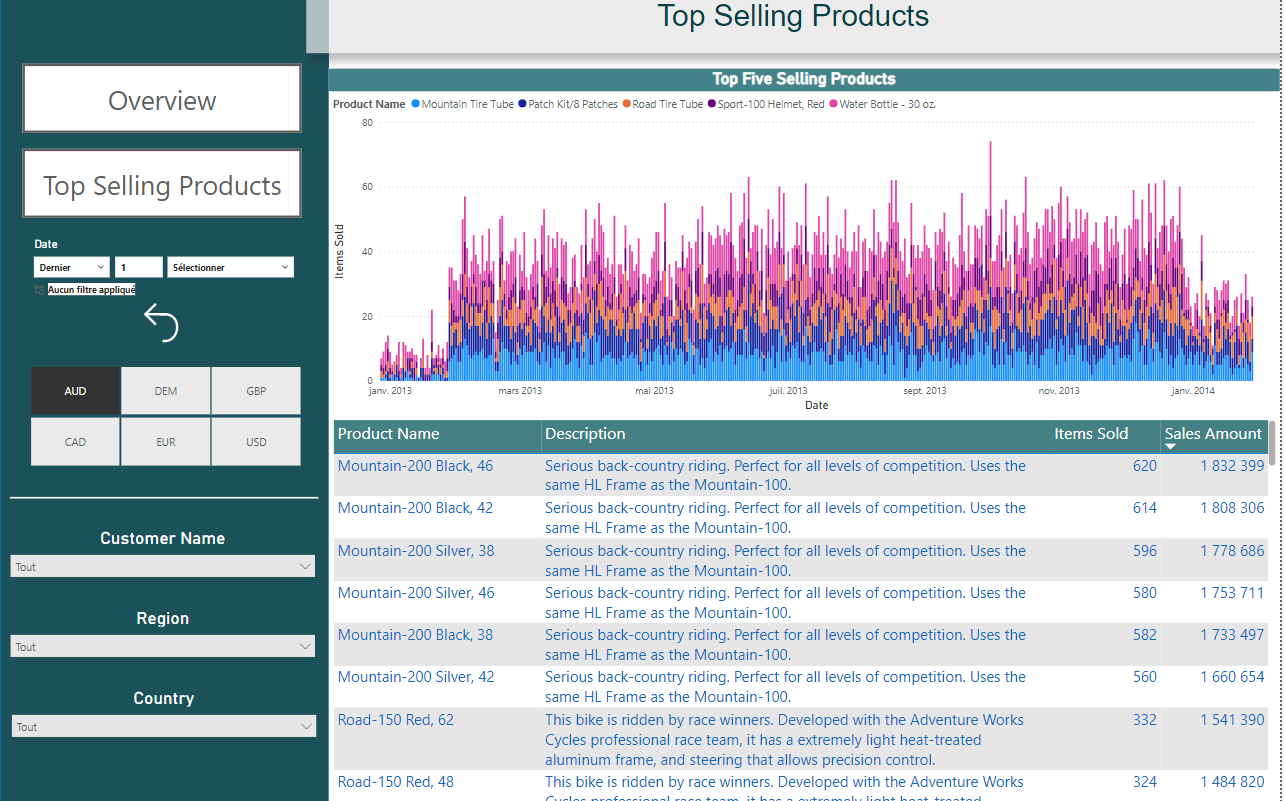 Top Selling Products
Overview
Top Selling Products
Date
Dernier 1 Sélectionner
Aucun filtre appliqué
AUD DEM GBP
CAD EUR USD
Customer Name
Tout
Region
Tout
Country
Tout
Top Five Selling Products
Product Name Mountain Tire Tube Patch Kit/8 Patches Road Tire Tube Sport-100 Helmet, Red Water Bottle - 30 oz.
Items Sold
80
60
40
20
0
janv. 2013 mars 2013 mai 2013 juil. 2013 sept. 2013 nov. 2013 janv. 2014
Date
Product Name Description Items Sold Sales Amount
Mountain-200 Black, 46 Serious back-country riding. Perfect for all levels of competition. Uses the 620 1 832 399
same HL Frame as the Mountain-100.
Mountain-200 Black, 42 Serious back-country riding. Perfect for all levels of competition. Uses the 614 1 808 306
same HL Frame as the Mountain-100.
Mountain-200 Silver, 38 Serious back-country riding. Perfect for all levels of competition. Uses the 596 1 778 686
same HL Frame as the Mountain-100.
Mountain-200 Silver, 46 Serious back-country riding. Perfect for all levels of competition. Uses the 580 1 753 711
same HL Frame as the Mountain-100.
Mountain-200 Black, 38 Serious back-country riding. Perfect for all levels of competition. Uses the 582 1 733 497
same HL Frame as the Mountain-100.
Mountain-200 Silver, 42 Serious back-country riding. Perfect for all levels of competition. Uses the 560 1 660 654
same HL Frame as the Mountain-100.
Road-150 Red, 62 This bike is ridden by race winners. Developed with the Adventure Works 332 1 541 390
Cycles professional race team, it has a extremely light heat-treated
aluminum frame, and steering that allows precision control.
Road-150 Red, 48 This bike is ridden by race winners. Developed with the Adventure Works 324 1 484 820
Cycles professional race team, it has a extremely light heat-treated